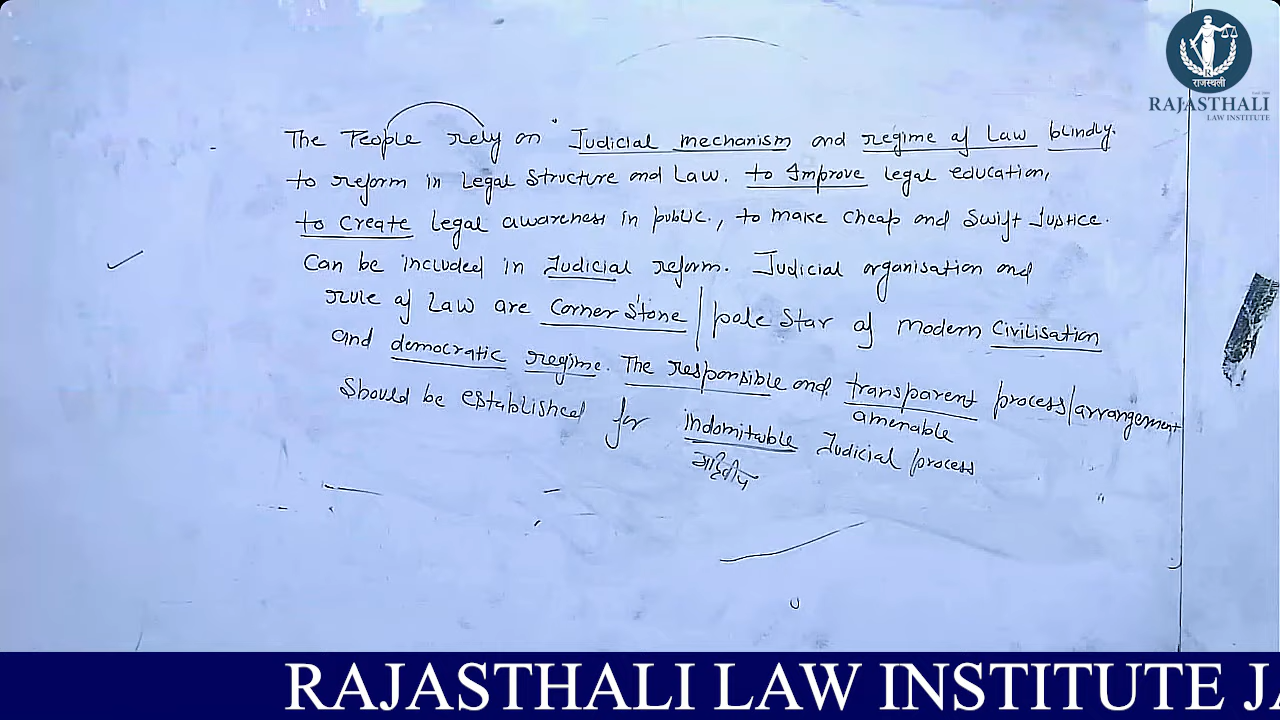 राजस्थली
RAJASTHALI
LAW INSTITUTE
The People rely on Judicial mechanism and regime of Law blindly.
to reform in Legal Structure and Law. to Improve legal education,
to create legal awareness in public., to make cheap and Swift Justice.
Can be included in Judicial reform. Judicial organisation and
rule of Law are Corner Stone / pole Star of modern Civilisation
and democratic regime. The responsible and transparent process/arrangement
amenable
Should be established for indomitable Judicial process
RAJASTHALI LAW INSTITUTE JA